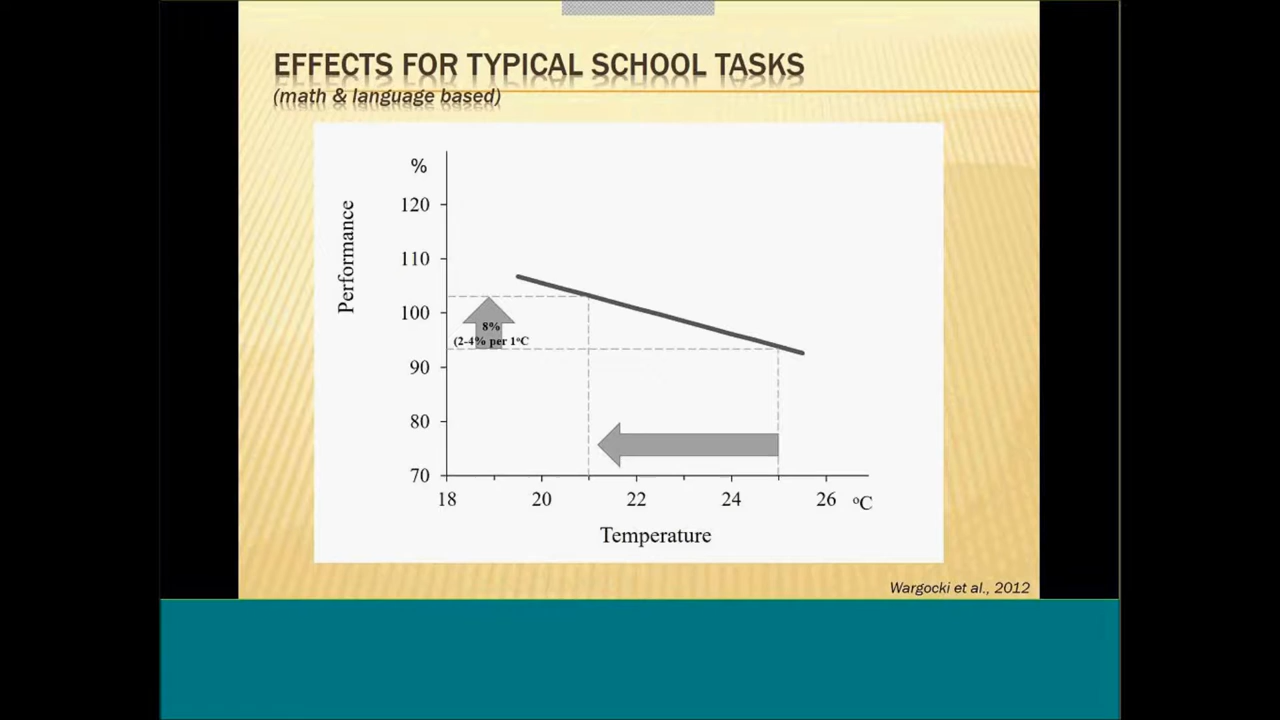 EFFECTS FOR TYPICAL SCHOOL TASKS
(math & language based)
%
120
110
100
90
80
70
Performance
8%
(2-4% per 1°C
18 20 22 24 26 °C
Temperature
Wargocki et al., 2012